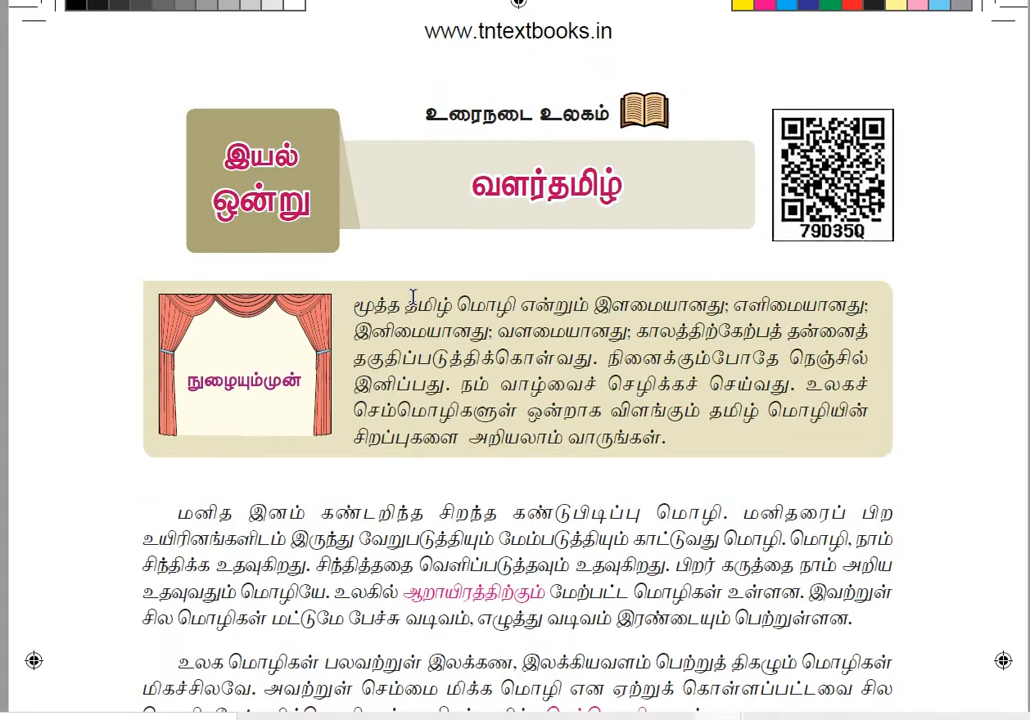 www.tntextbooks.in
உரைநடை உலகம்
இயல்
ஒன்று
வளர்தமிழ்
79D35Q
நுழையும்முன்
மூத்த தமிழ் மொழி என்றும் இளமையானது; எளிமையானது;
இனிமையானது; வளமையானது; காலத்திற்கேற்பத் தன்னைத்
தகுதிப்படுத்திக்கொள்வது. நினைக்கும்போதே நெஞ்சில்
இனிப்பது. நம் வாழ்வைச் செழிக்கச் செய்வது. உலகச்
செம்மொழிகளுள் ஒன்றாக விளங்கும் தமிழ் மொழியின்
சிறப்புகளை அறியலாம் வாருங்கள்.
மனித இனம் கண்டறிந்த சிறந்த கண்டுபிடிப்பு மொழி. மனிதரைப் பிற
உயிரினங்களிடம் இருந்து வேறுபடுத்தியும் மேம்படுத்தியும் காட்டுவது மொழி. மொழி, நாம்
சிந்திக்க உதவுகிறது. சிந்தித்ததை வெளிப்படுத்தவும் உதவுகிறது. பிறர் கருத்தை நாம் அறிய
உதவுவதும் மொழியே. உலகில் ஆறாயிரத்திற்கும் மேற்பட்ட மொழிகள் உள்ளன. இவற்றுள்
சில மொழிகள் மட்டுமே பேச்சு வடிவம், எழுத்து வடிவம் இரண்டையும் பெற்றுள்ளன.
உலக மொழிகள் பலவற்றுள் இலக்கண, இலக்கியவளம் பெற்றுத் திகழும் மொழிகள்
மிகச்சிலவே. அவற்றுள் செம்மை மிக்க மொழி என ஏற்றுக் கொள்ளப்பட்டவை சில